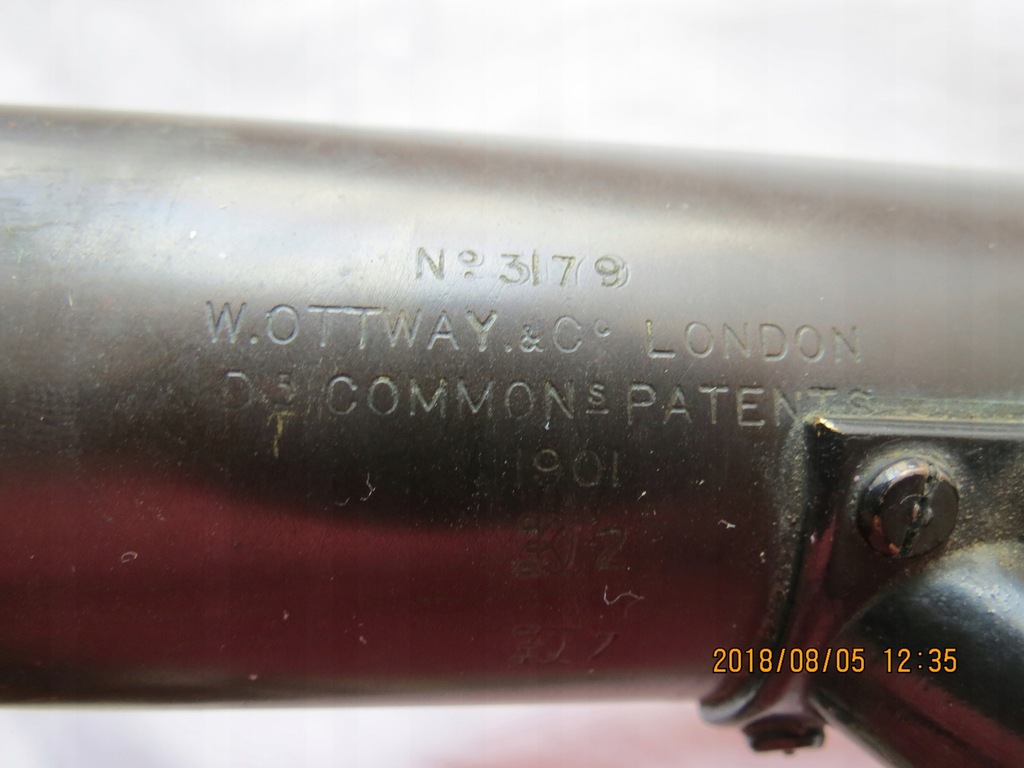 Nº 3179
W. OTTWAY. & Cº LONDON
Dʀ COMMONS PATENTS
1901
2018/08/05 12:35